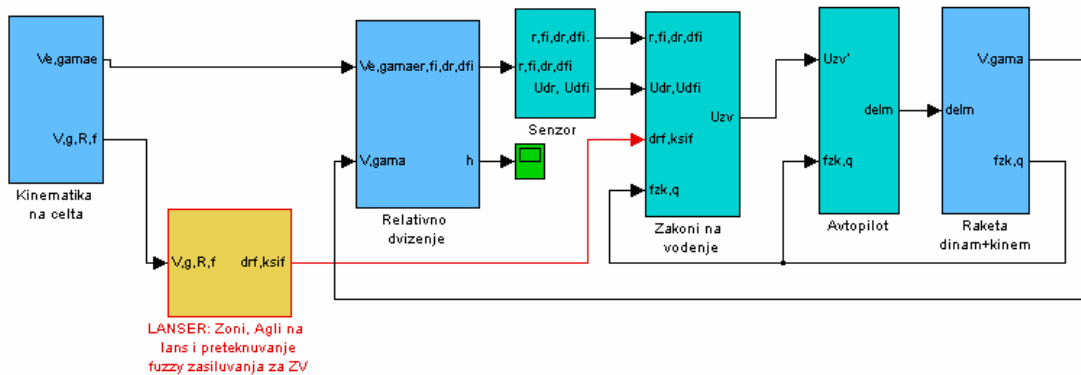 Ve,gamae
V,g,R,f
Kinematika
na celta
V,g,R,f
drf,ksif
LANSER: Zoni, Agli na
lans i preteknuvanje
fuzzy zasiluvanja za ZV
Ve,gamae
r,fi,dr,dfi
V,gama
h
Relativno
dvizenje
r,fi,dr,dfi.
r,fi,dr,dfi
Udr, Udfi
Senzor
r,fi,dr,dfi
Udr,Udfi
Uzv
drf,ksif
fzk,q
Zakoni na
vodenje
Uzv'
delm
fzk,q
Avtopilot
V.gama
delm
fzk,q
Raketa
dinam+kinem